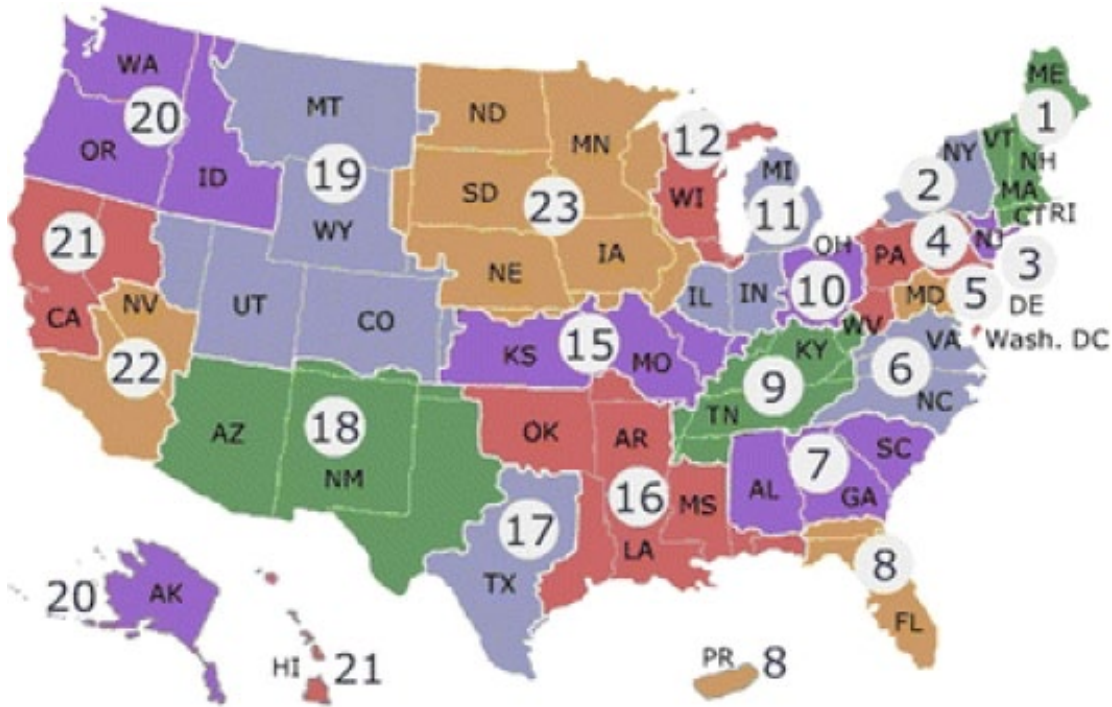 WA
20
OR
ID
MT
19
WY
ND
MN
SD
23
NE
IA
12
WI
MI
11
ME
1
VT
NH
NY
2
MA
CT RI
4
PA
NJ
3
OH
10
5
MD
DE
IL
IN
WV
VA
Wash. DC
21
CA
NV
22
UT
CO
KS
15
MO
KY
9
6
NC
TN
AZ
18
NM
OK
AR
16
MS
LA
7
SC
AL
GA
17
TX
8
FL
20
AK
HI
21
PR
8